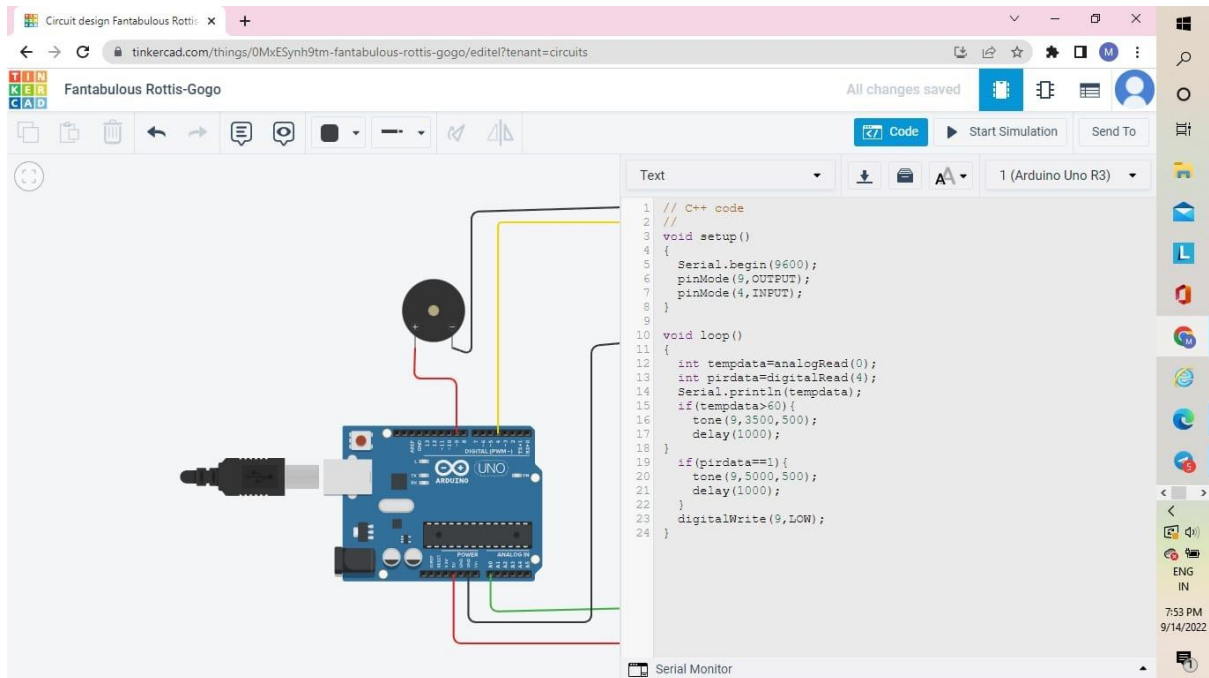 Circuit design Fantabulous Rottis
tinkercad.com/things/0MxESynh9tm-fantabulous-rottis-gogo/editel?tenant=circuits
M
TIN
KER
CAD
Fantabulous Rottis-Gogo
All changes saved
Code
Start Simulation
Send To
Text
1 (Arduino Uno R3)
1 // C++ code
2 //
3 void setup()
4 {
5 Serial.begin(9600);
6 pinMode(9,OUTPUT);
7 pinMode(4,INPUT);
8 }
9
10 void loop()
11 {
12 int tempdata=analogRead(0);
13 int pirdata=digitalRead(4);
14 Serial.println(tempdata);
15 if(tempdata>60){
16 tone(9,3500,500);
17 delay(1000);
18 }
19 if(pirdata==1){
20 tone(9,5000,500);
21 delay(1000);
22 }
23 digitalWrite(9,LOW);
24 }
DIGITAL (PWM~)
UNO
ARDUINO
POWER
ANALOG IN
Serial Monitor
L
ENG
IN
7:53 PM
9/14/2022